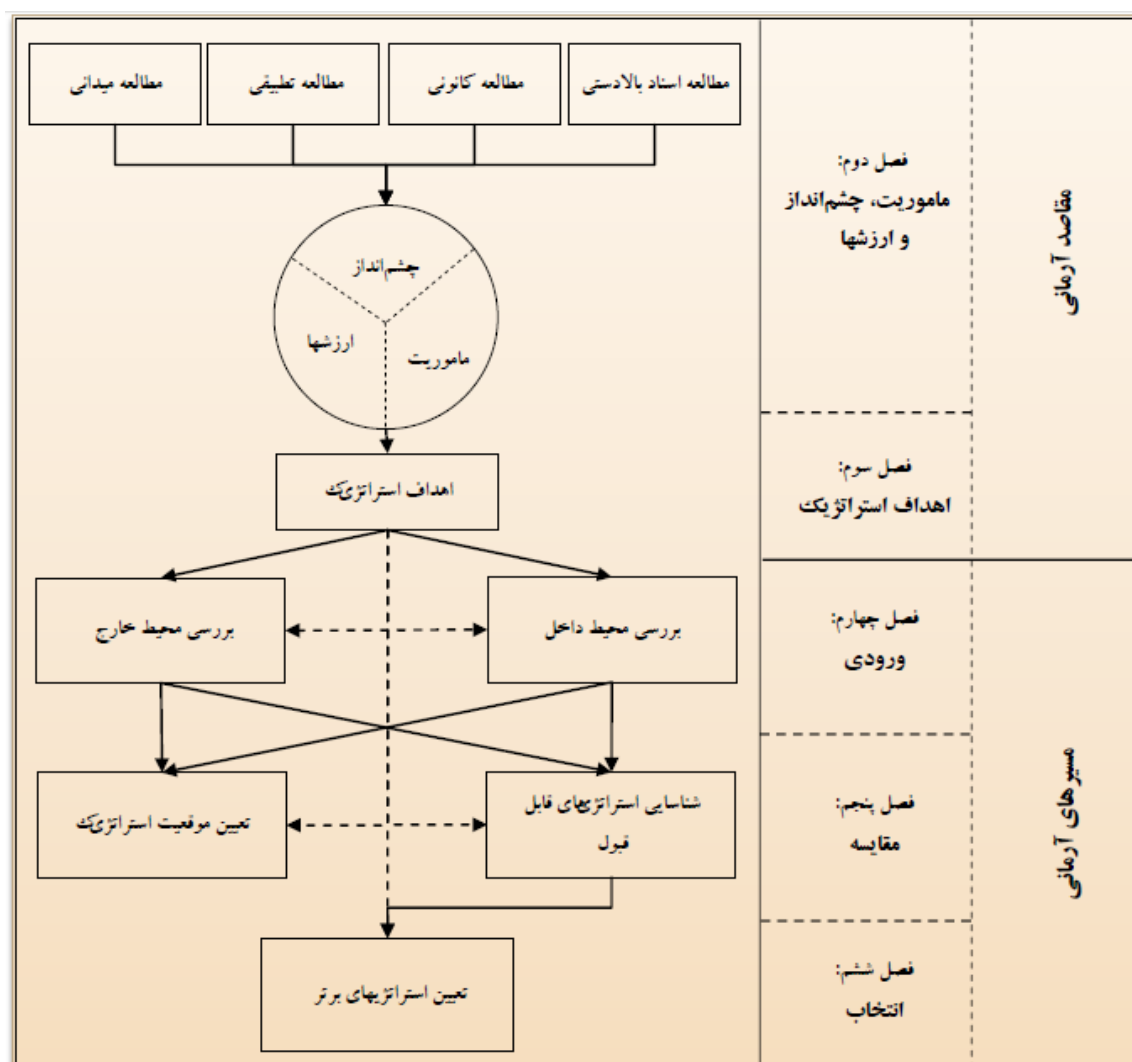 مطالعه اسناد بالادستی
مطالعه کانونی
مطالعه تطبیقی
مطالعه میدانی
فصل دوم:
ماموریت، چشم‌انداز
و ارزشها
مقاصد آرمانی
چشم‌انداز
ماموریت
ارزشها
فصل سوم:
اهداف استراتژیک
اهداف استراتژیک
فصل چهارم:
ورودی
بررسی محیط داخل
بررسی محیط خارج
مسیرهای آرمانی
فصل پنجم:
مقایسه
شناسایی استراتژی‌های قابل
قبول
تعیین موقعیت استراتژیک
فصل ششم:
انتخاب
تعیین استراتژیهای برتر